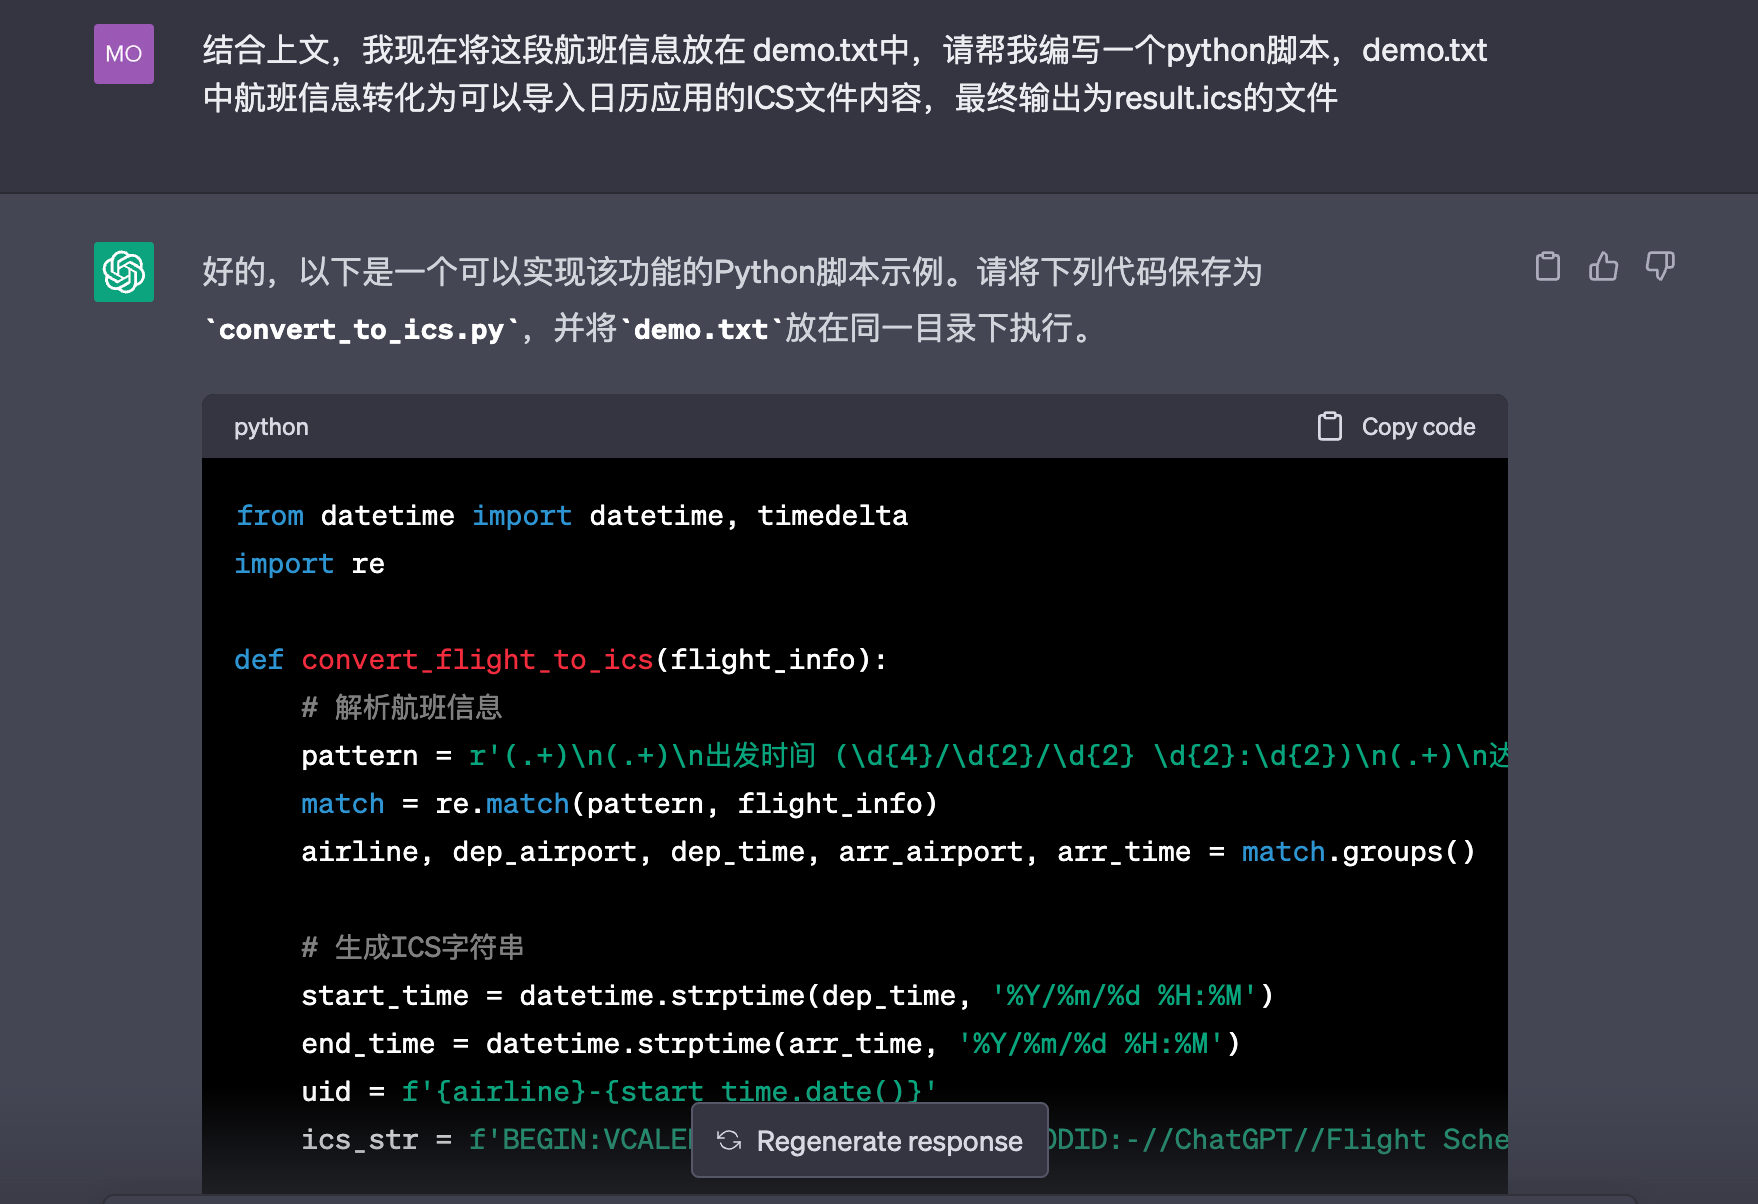 MO
结合上文，我现在将这段航班信息放在 demo.txt中，请帮我编写一个python脚本，demo.txt
中航班信息转化为可以导入日历应用的ICS文件内容，最终输出为result.ics的文件
好的，以下是一个可以实现该功能的Python脚本示例。请将下列代码保存为
`convert_to_ics.py`，并将`demo.txt`放在同一目录下执行。
python
Copy code
from datetime import datetime, timedelta
import re
def convert_flight_to_ics(flight_info):
    # 解析航班信息
    pattern = r'(.+)\n(.+)\n出发时间 (\d{4}/\d{2}/\d{2} \d{2}:\d{2})\n(.+)\n达
    match = re.match(pattern, flight_info)
    airline, dep_airport, dep_time, arr_airport, arr_time = match.groups()
    # 生成ICS字符串
    start_time = datetime.strptime(dep_time, '%Y/%m/%d %H:%M')
    end_time = datetime.strptime(arr_time, '%Y/%m/%d %H:%M')
    uid = f'{airline}-{start_time.date()}'
    ics_str = f'BEGIN:VCALE ODID:-//ChatGPT//Flight Sche
Regenerate response